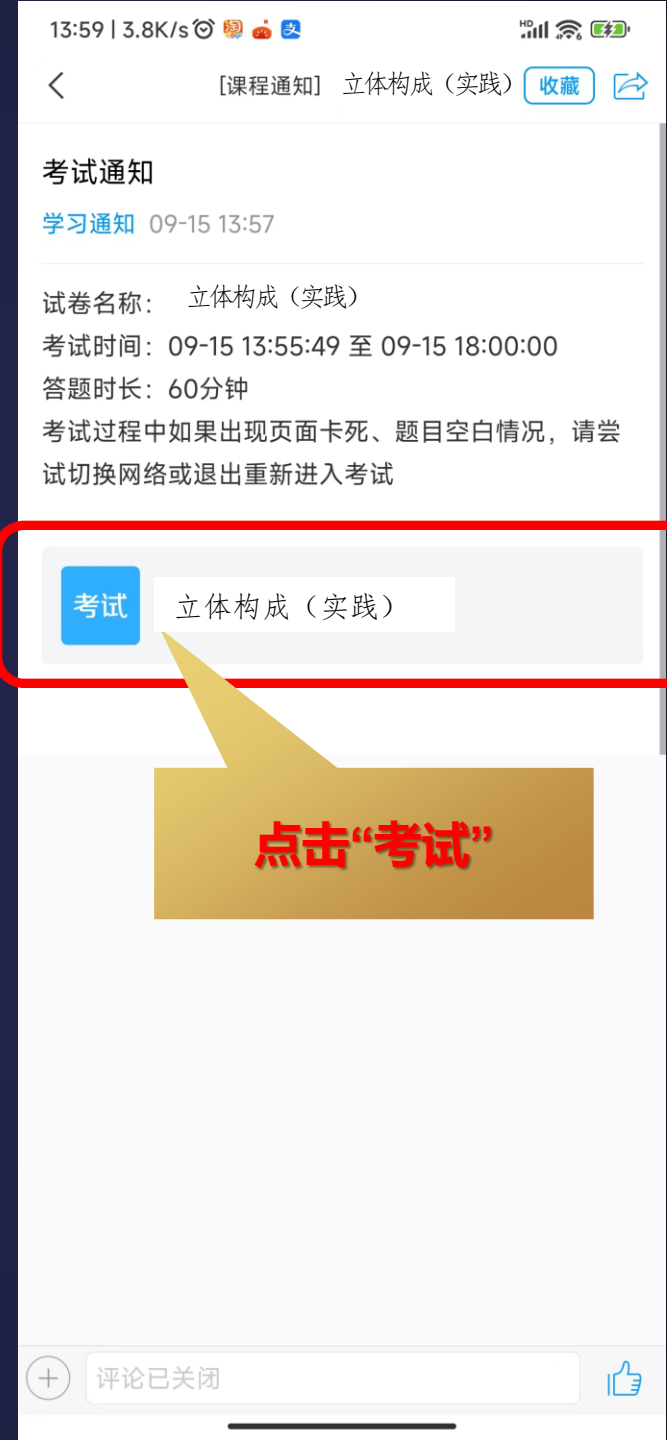 13:59 | 3.8K/s 淘 支 HD
[课程通知] 立体构成（实践） 收藏
考试通知
学习通知 09-15 13:57
试卷名称： 立体构成（实践）
考试时间：09-15 13:55:49 至 09-15 18:00:00
答题时长：60分钟
考试过程中如果出现页面卡死、题目空白情况，请尝
试切换网络或退出重新进入考试
考试 立体构成（实践）
点击“考试”
评论已关闭